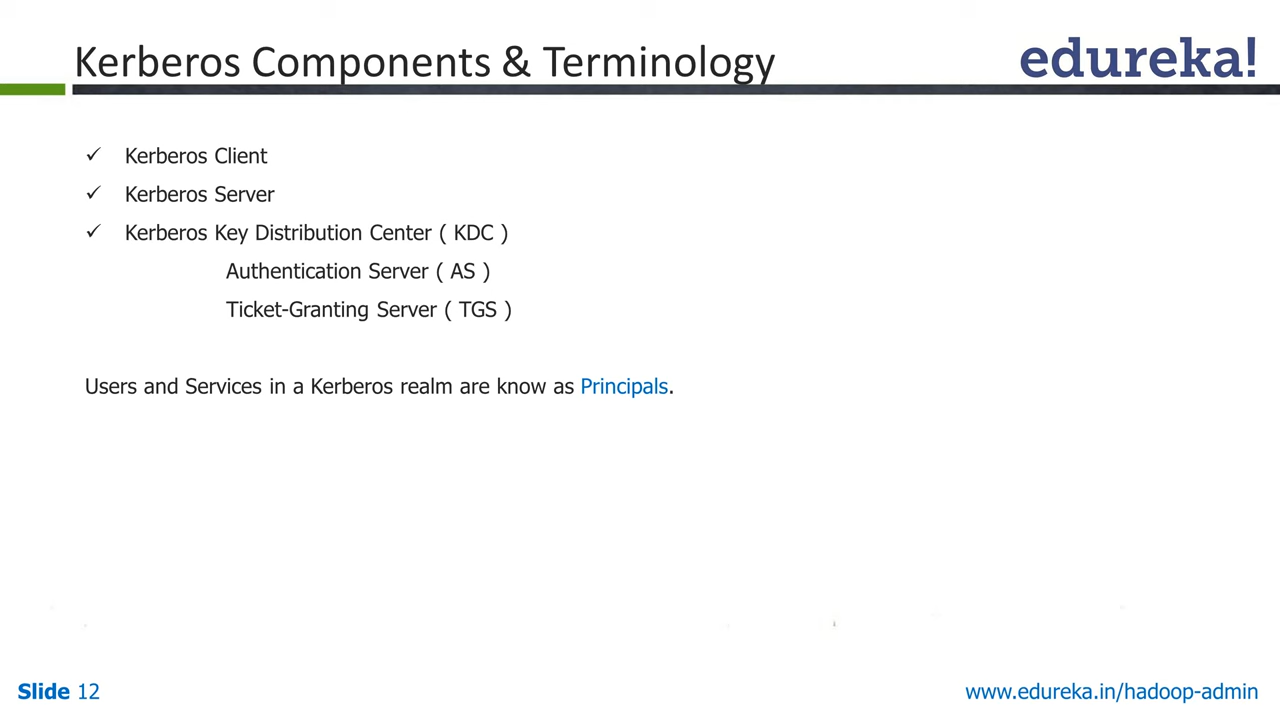 Kerberos Components & Terminology
edureka!
✓ Kerberos Client
✓ Kerberos Server
✓ Kerberos Key Distribution Center ( KDC )
Authentication Server ( AS )
Ticket-Granting Server ( TGS )
Users and Services in a Kerberos realm are know as Principals.
Slide 12
www.edureka.in/hadoop-admin